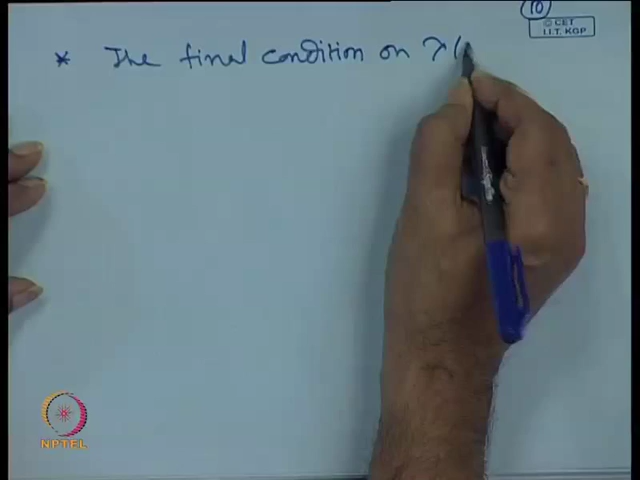 10
© CET
I.I.T. KGP
* The final condition on λ(
NPTEL